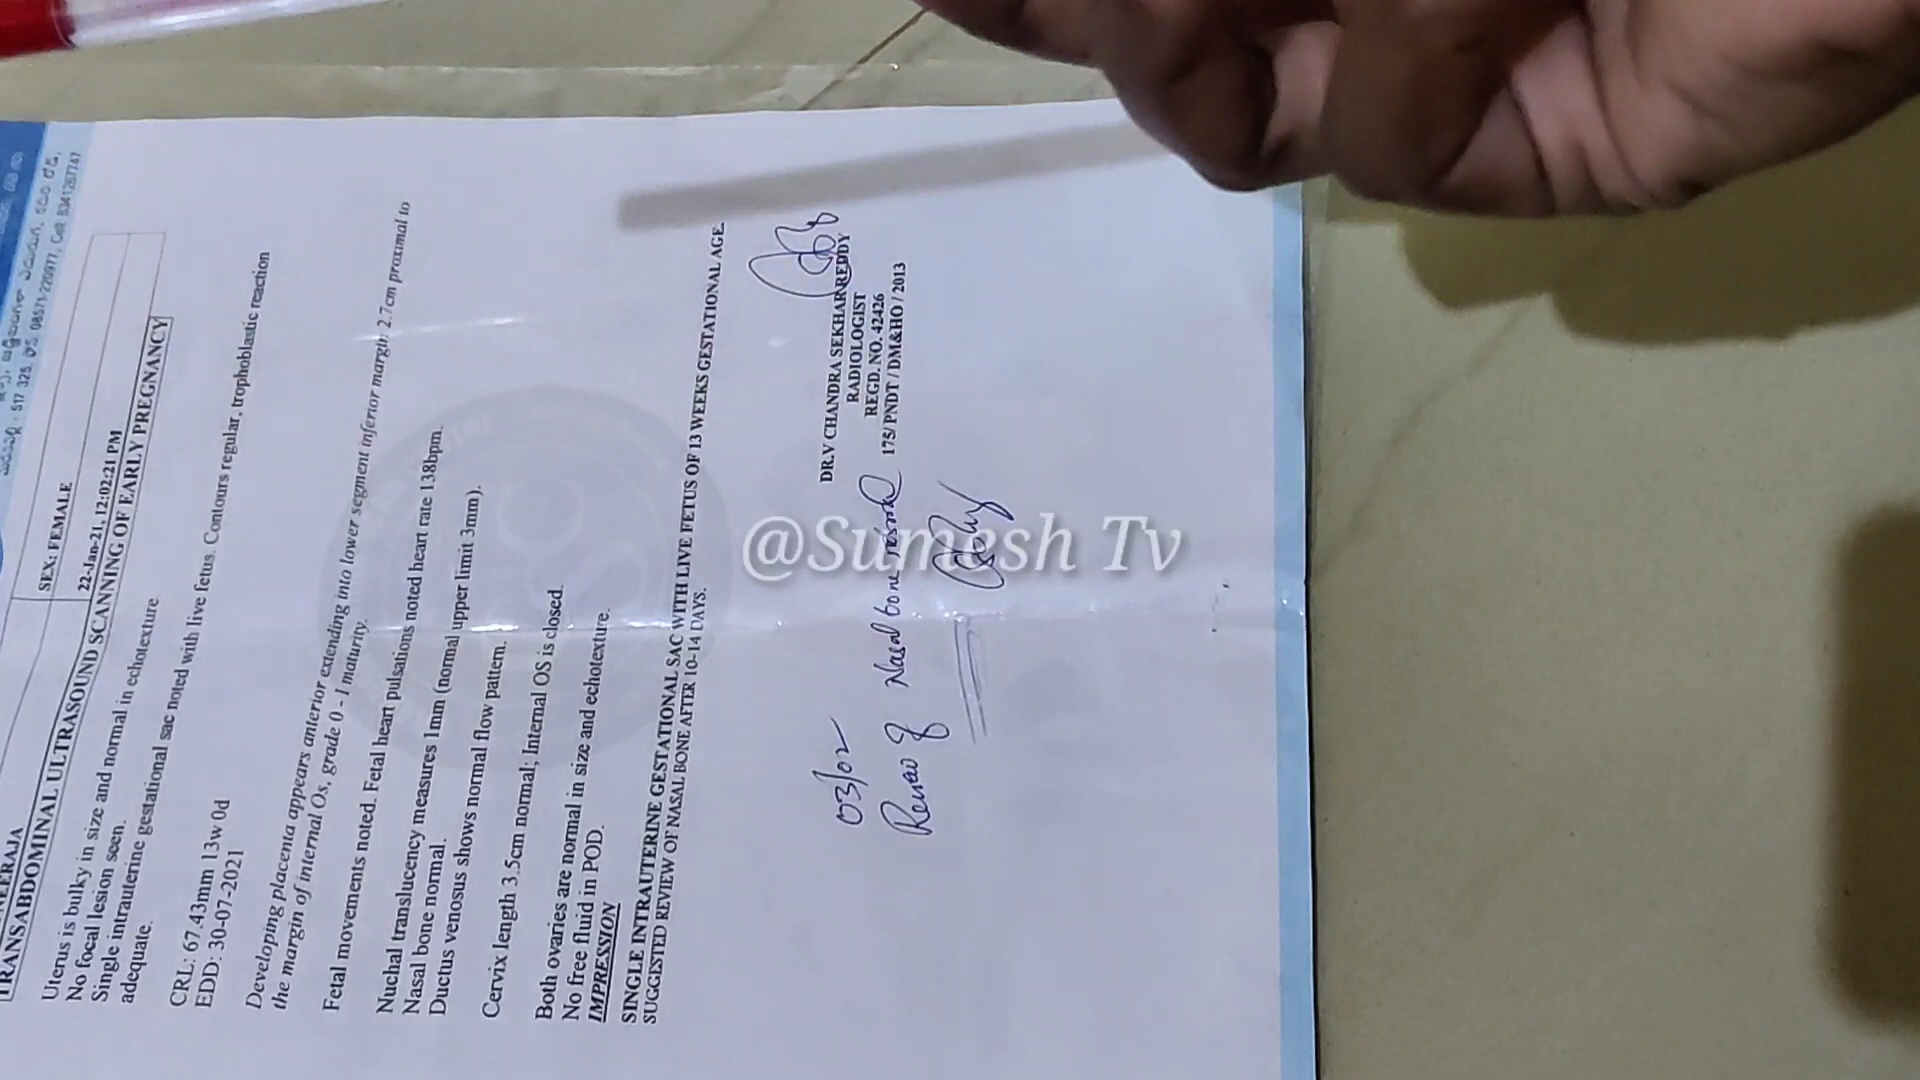 517 325. 08571-220977, Cell: 8341267747
SEX: FEMALE
22-Jan-21, 12:02:21 PM
TRANSABDOMINAL ULTRASOUND SCANNING OF EARLY PREGNANCY
Uterus is bulky in size and normal in echotexture
No focal lesion seen.
Single intrauterine gestational sac noted with live fetus. Contours regular, trophoblastic reaction
adequate.
CRL: 67.43mm 13w 0d
EDD: 30-07-2021
Developing placenta appears anterior extending into lower segment inferior margin 2.7cm proximal to
the margin of internal Os, grade 0 - 1 maturity.
Fetal movements noted. Fetal heart pulsations noted heart rate 138bpm.
Nuchal translucency measures 1mm (normal upper limit 3mm).
Nasal bone normal.
Ductus venosus shows normal flow pattern.
Cervix length 3.5cm normal; Internal OS is closed.
Both ovaries are normal in size and echotexture.
No free fluid in POD.
IMPRESSION
SINGLE INTRAUTERINE GESTATIONAL SAC WITH LIVE FETUS OF 13 WEEKS GESTATIONAL AGE.
SUGGESTED REVIEW OF NASAL BONE AFTER 10-14 DAYS.
DR.V CHANDRA SEKHAR REDDY
RADIOLOGIST
REGD. NO. 42426
175/ PNDT / DM&HO / 2013
03/02
Nasal bone
@Sumesh Tv